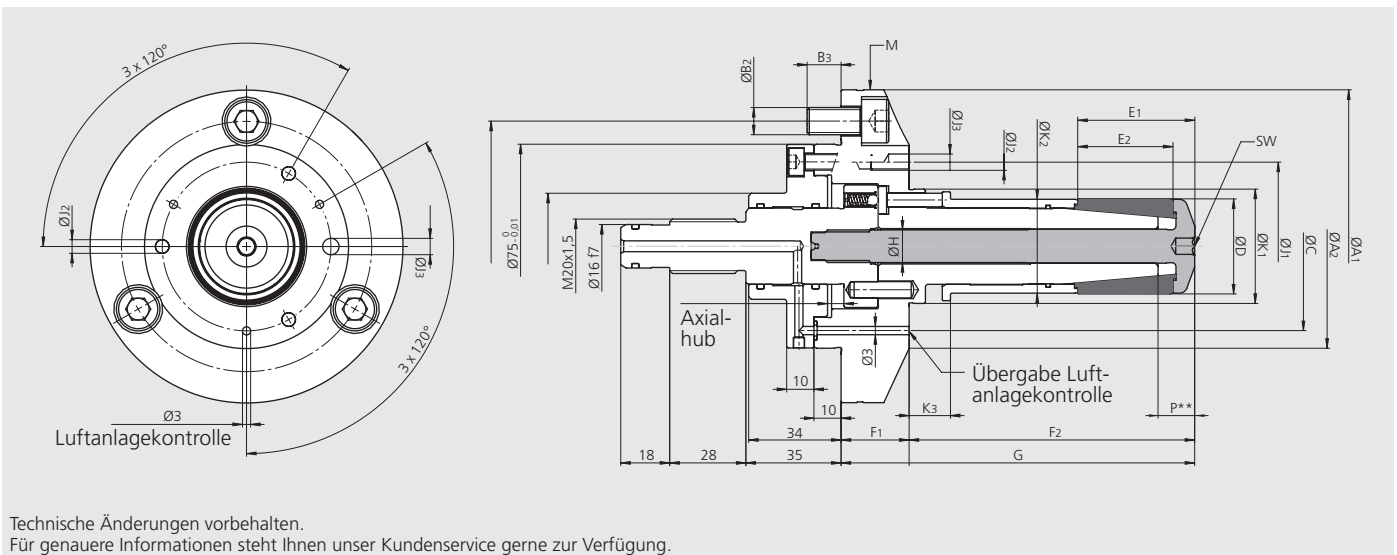 3 x 120°
ØJ2
ØJ3
3 x 120°
Ø3
Luftanlagekontrolle
B3
M
ØB2
Ø75 0 -0,01
M20x1,5
Ø16 f7
Axial-
hub
ØH
ØJ3
ØJ2
ØK2
E1
E2
SW
ØD
ØK1
ØJ1
ØC
ØA2
ØA1
Ø3
Übergabe Luft-
anlagekontrolle
10
10
K3
P**
34
F1
F2
18
28
35
G
Technische Änderungen vorbehalten.
Für genauere Informationen steht Ihnen unser Kundenservice gerne zur Verfügung.